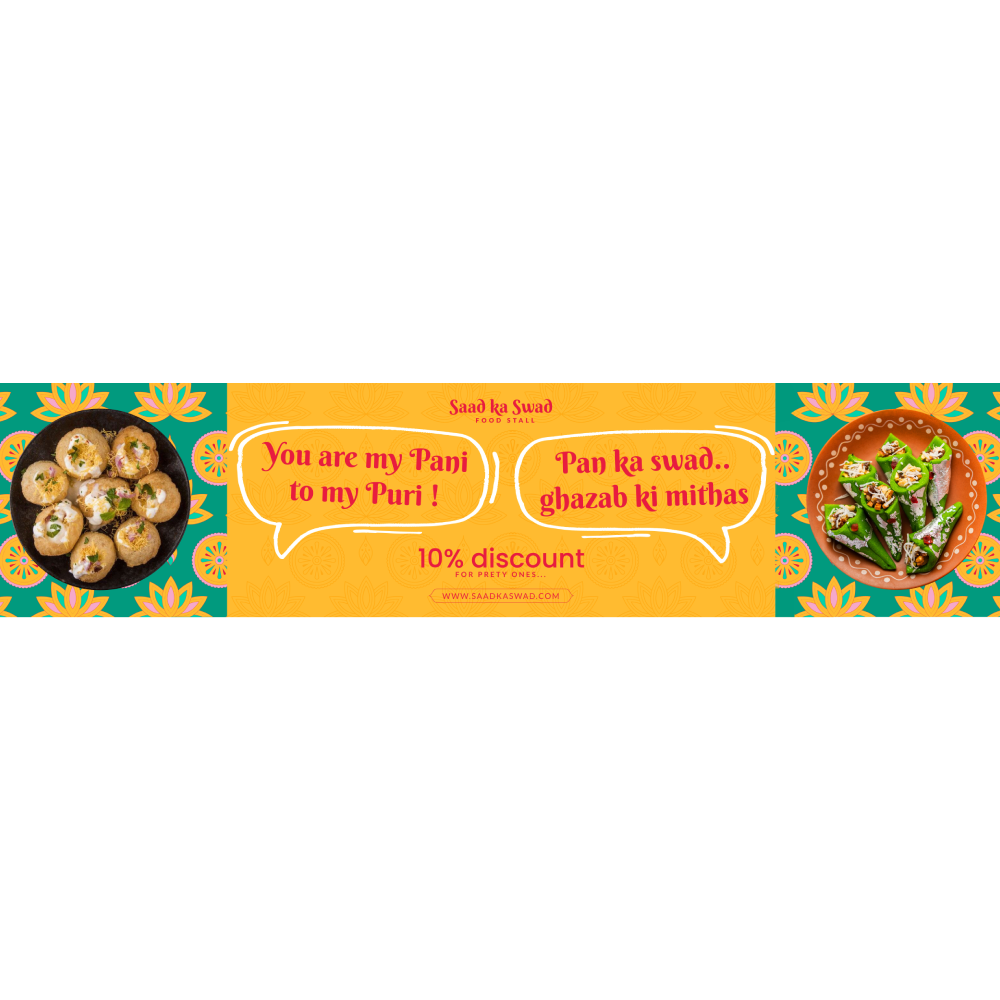 Saad ka Swad
FOOD STALL
You are my Pani
to my Puri !
Pan ka swad..
ghazab ki mithas
10% discount
FOR PRETY ONES...
WWW.SAADKASWAD.COM